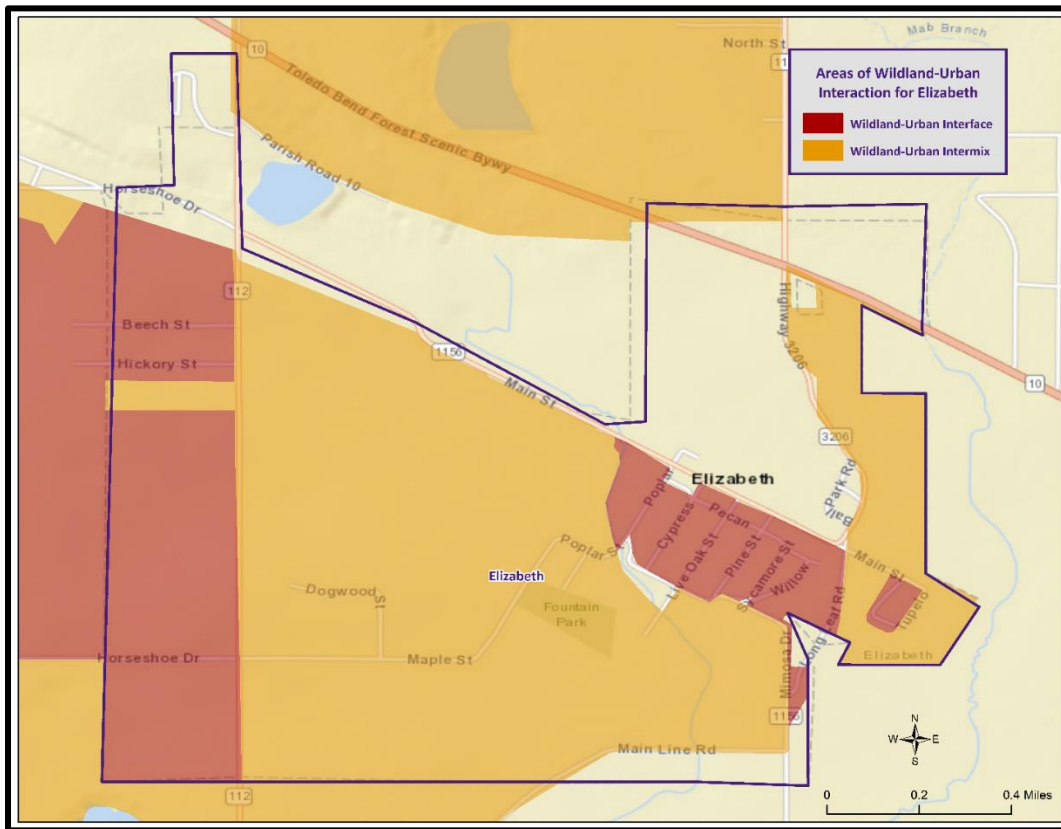 North St
Mab Branch
10
11
Toledo Bend Forest Scenic Bywy
Areas of Wildland-Urban
Interaction for Elizabeth
Wildland-Urban Interface
Wildland-Urban Intermix
Parish Road 10
Horseshoe Dr
112
Beech St
Hickory St
1156
Main St
Highway 3206
10
3206
Elizabeth
Ball Park Rd
Poplar
Cypress
Pecan
Live Oak St
Pine St
Sycamore St
Willow
Main St
Poplar St
Elizabeth
Dogwood St
Fountain
Park
Long Leaf Rd
Tupelo
Elizabeth
Horseshoe Dr
Maple St
Mimosa Dr
1156
Main Line Rd
112
N
W E
S
0 0.2 0.4 Miles